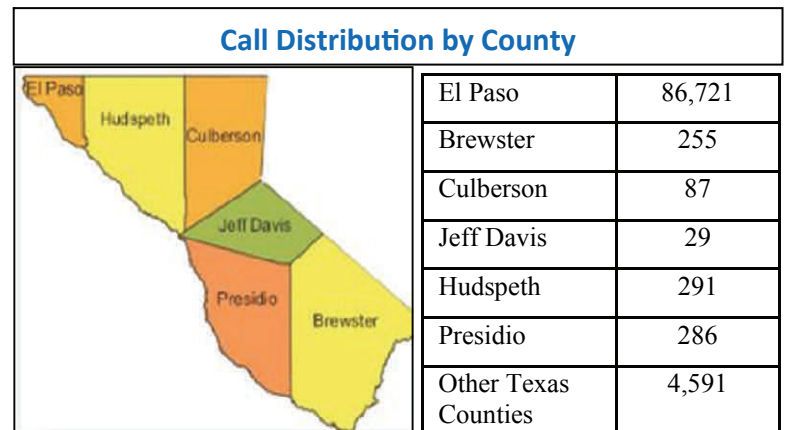 Call Distribution by County
El Paso
Hudspeth
Culberson
Jeff Davis
Presidio
Brewster
El Paso 86,721
Brewster 255
Culberson 87
Jeff Davis 29
Hudspeth 291
Presidio 286
Other Texas 4,591
Counties